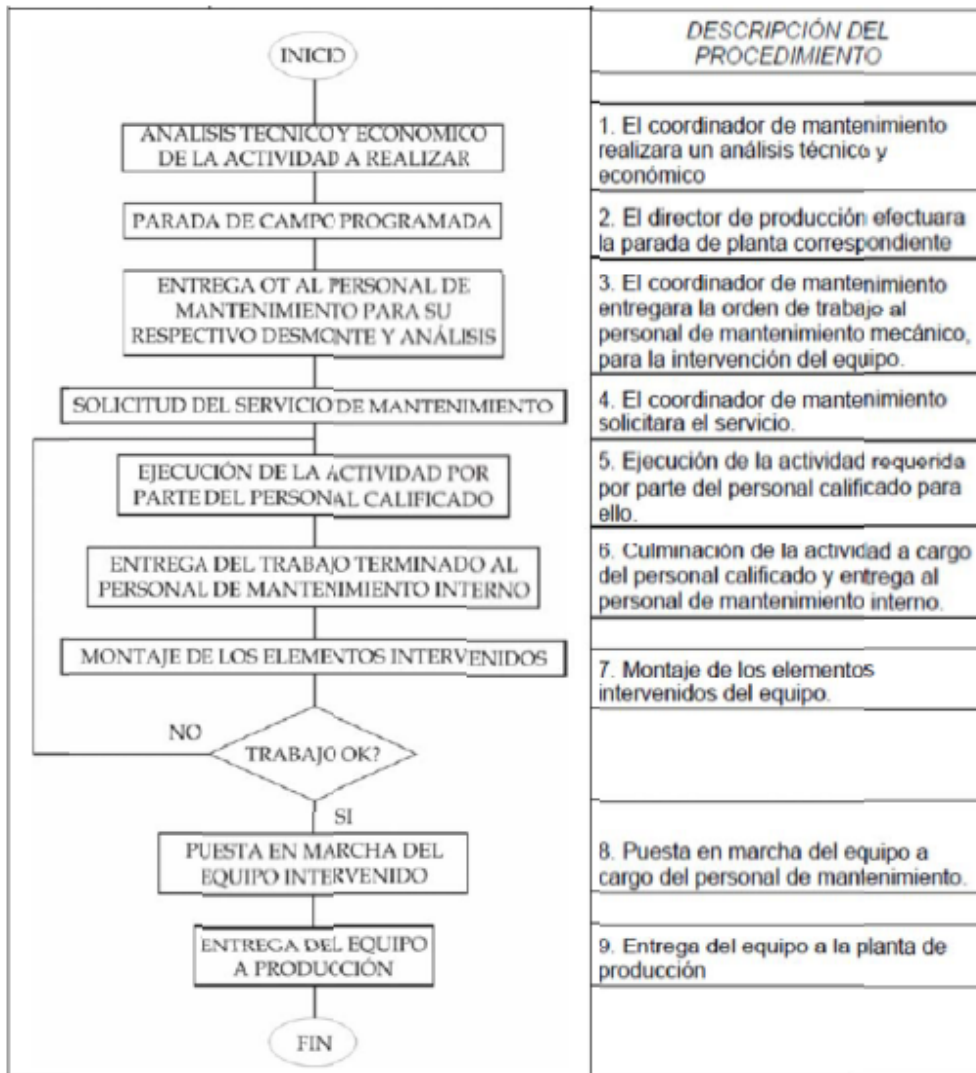 INICIO
ANALISIS TECNICO Y ECONOMICO
DE LA ACTIVIDAD A REALIZAR
PARADA DE CAMPO PROGRAMADA
ENTREGA OT AL PERSONAL DE
MANTENIMIENTO PARA SU
RESPECTIVO DESMONTE Y ANÁLISIS
SOLICITUD DEL SERVICIO DE MANTENIMIENTO
EJECUCIÓN DE LA ACTIVIDAD POR
PARTE DEL PERSONAL CALIFICADO
ENTREGA DEL TRABAJO TERMINADO AL
PERSONAL DE MANTENIMIENTO INTERNO
MONTAJE DE LOS ELEMENTOS INTERVENIDOS
NO
TRABAJO OK?
SI
PUESTA EN MARCHA DEL
EQUIPO INTERVENIDO
ENTREGA DEL EQUIPO
A PRODUCCIÓN
FIN
DESCRIPCIÓN DEL
PROCEDIMIENTO
1. El coordinador de mantenimiento
realizara un análisis técnico y
económico
2. El director de producción efectuara
la parada de planta correspondiente
3. El coordinador de mantenimiento
entregara la orden de trabajo al
personal de mantenimiento mecánico,
para la intervención del equipo.
4. El coordinador de mantenimiento
solicitara el servicio.
5. Ejecución de la actividad requerida
por parte del personal calificado para
ello.
6. Culminación de la actividad a cargo
del personal calificado y entrega al
personal de mantenimiento interno.
7. Montaje de los elementos
intervenidos del equipo.
8. Puesta en marcha del equipo a
cargo del personal de mantenimiento.
9. Entrega del equipo a la planta de
producción